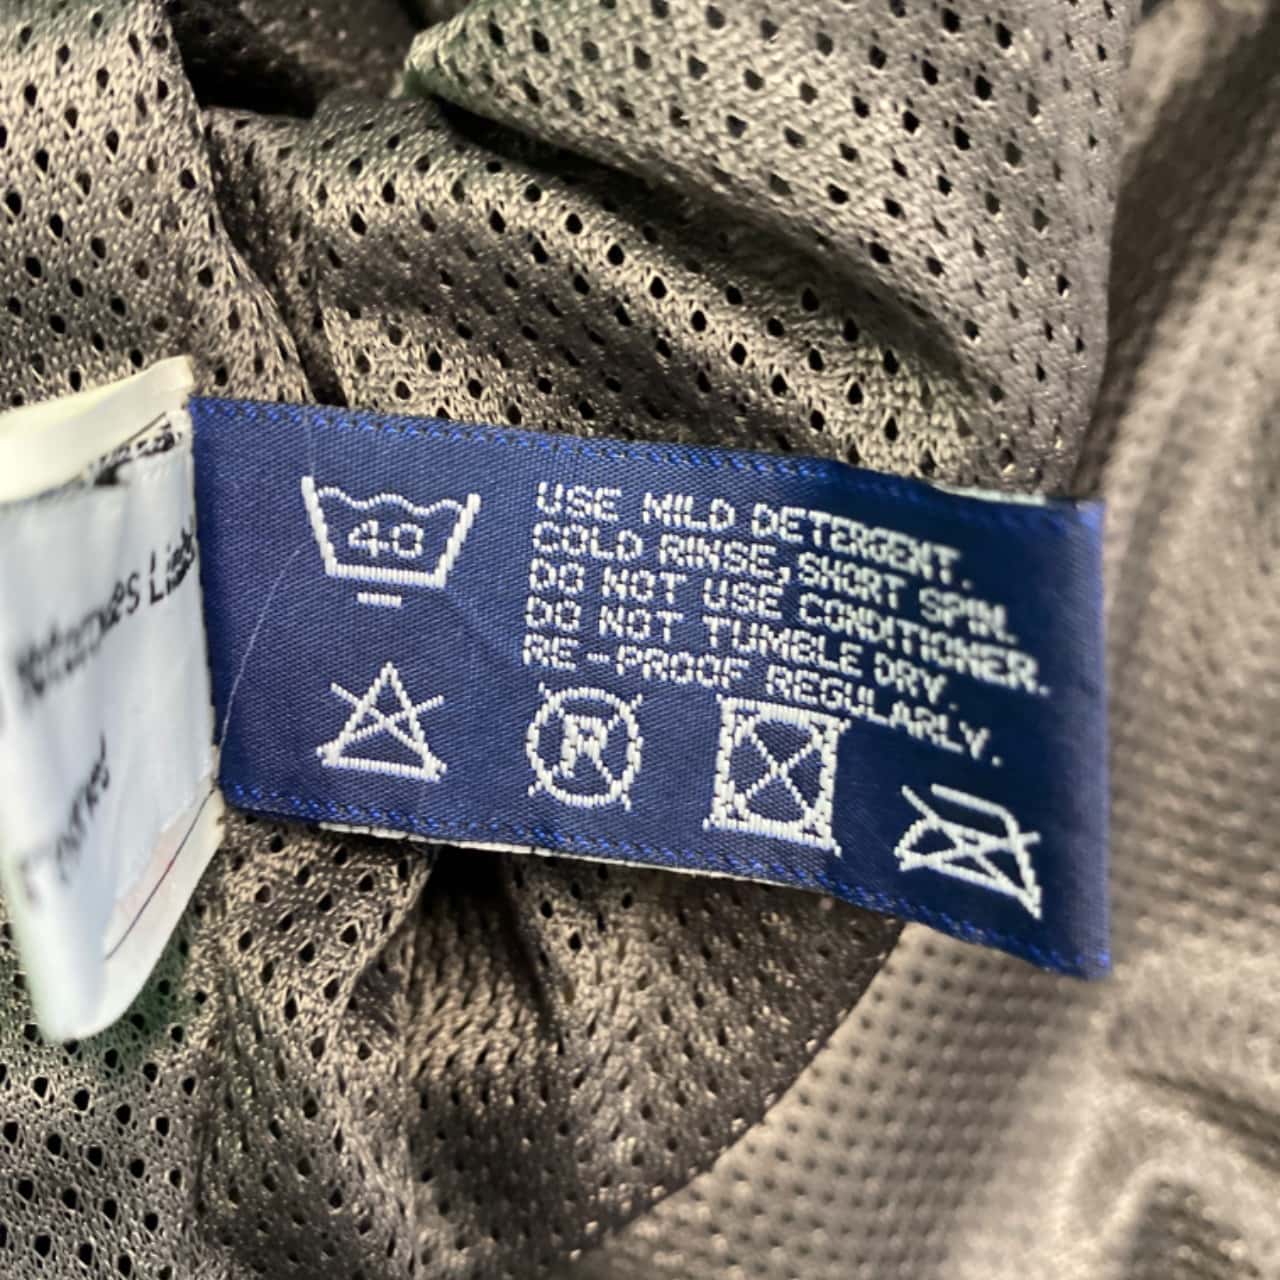 40
USE MILD DETERGENT.
COLD RINSE, SHORT SPIN.
DO NOT USE CONDITIONER.
DO NOT TUMBLE DRY.
RE-PROOF REGULARLY.
P